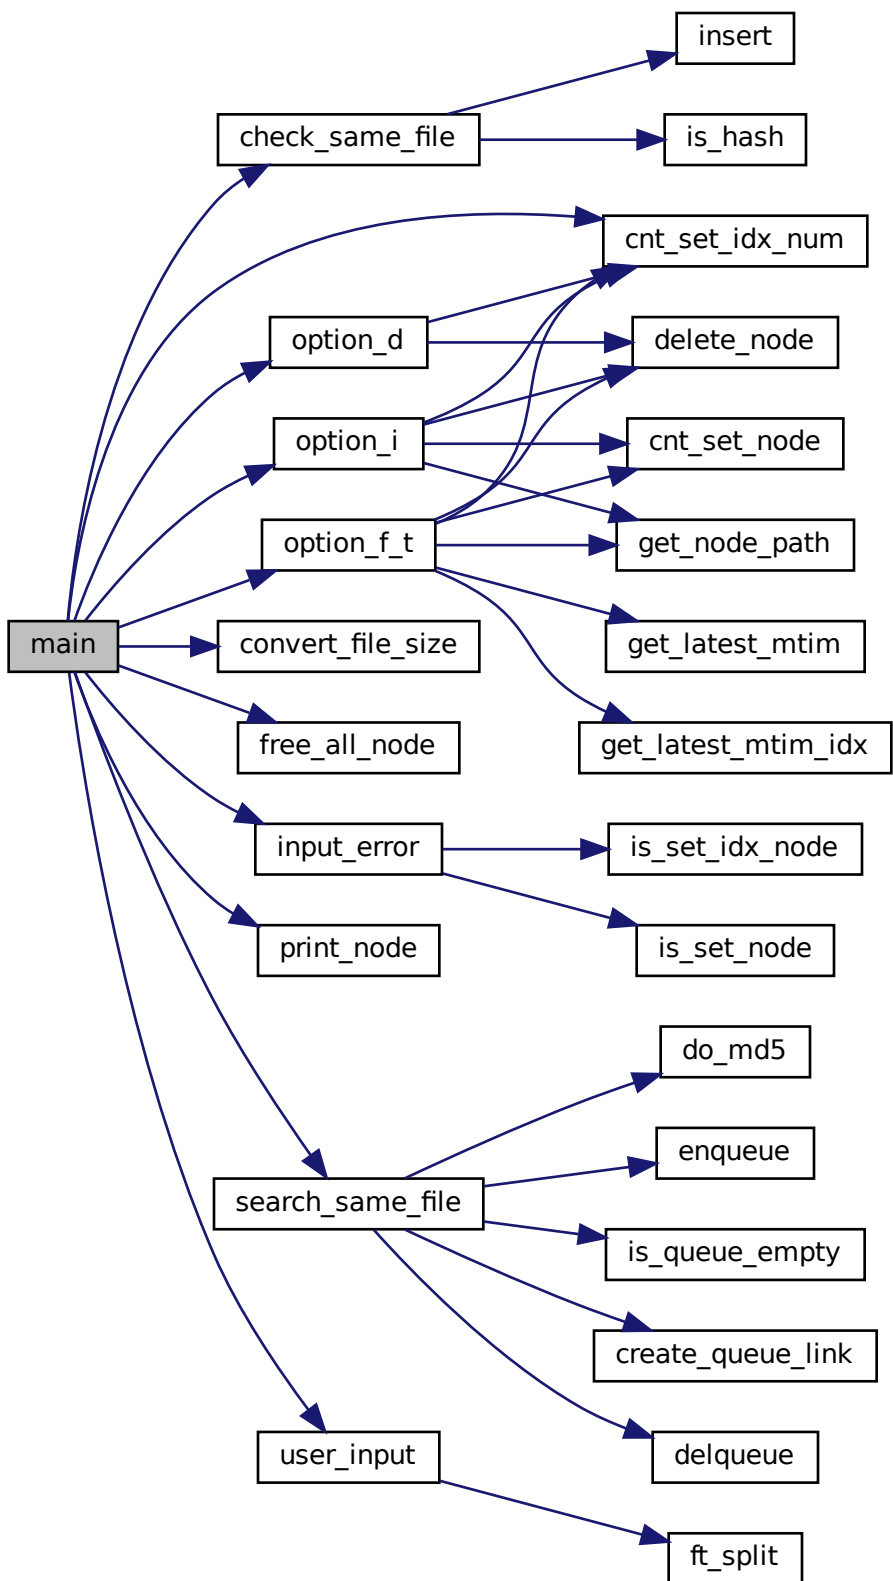 insert
check_same_file
is_hash
cnt_set_idx_num
option_d
delete_node
option_i
cnt_set_node
option_f_t
get_node_path
main
convert_file_size
get_latest_mtim
free_all_node
get_latest_mtim_idx
input_error
is_set_idx_node
print_node
is_set_node
do_md5
enqueue
search_same_file
is_queue_empty
create_queue_link
user_input
delqueue
ft_split